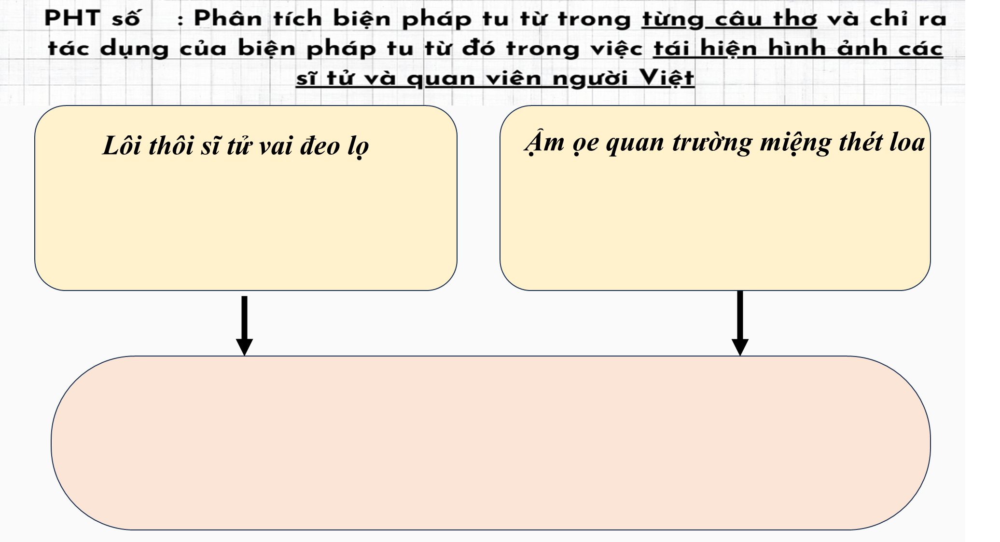 PHT số : Phân tích biện pháp tu từ trong từng câu thơ và chỉ ra
tác dụng của biện pháp tu từ đó trong việc tái hiện hình ảnh các
sĩ tử và quan viên người Việt
Lôi thôi sĩ tử vai đeo lọ
Ậm ọe quan trường miệng thét loa